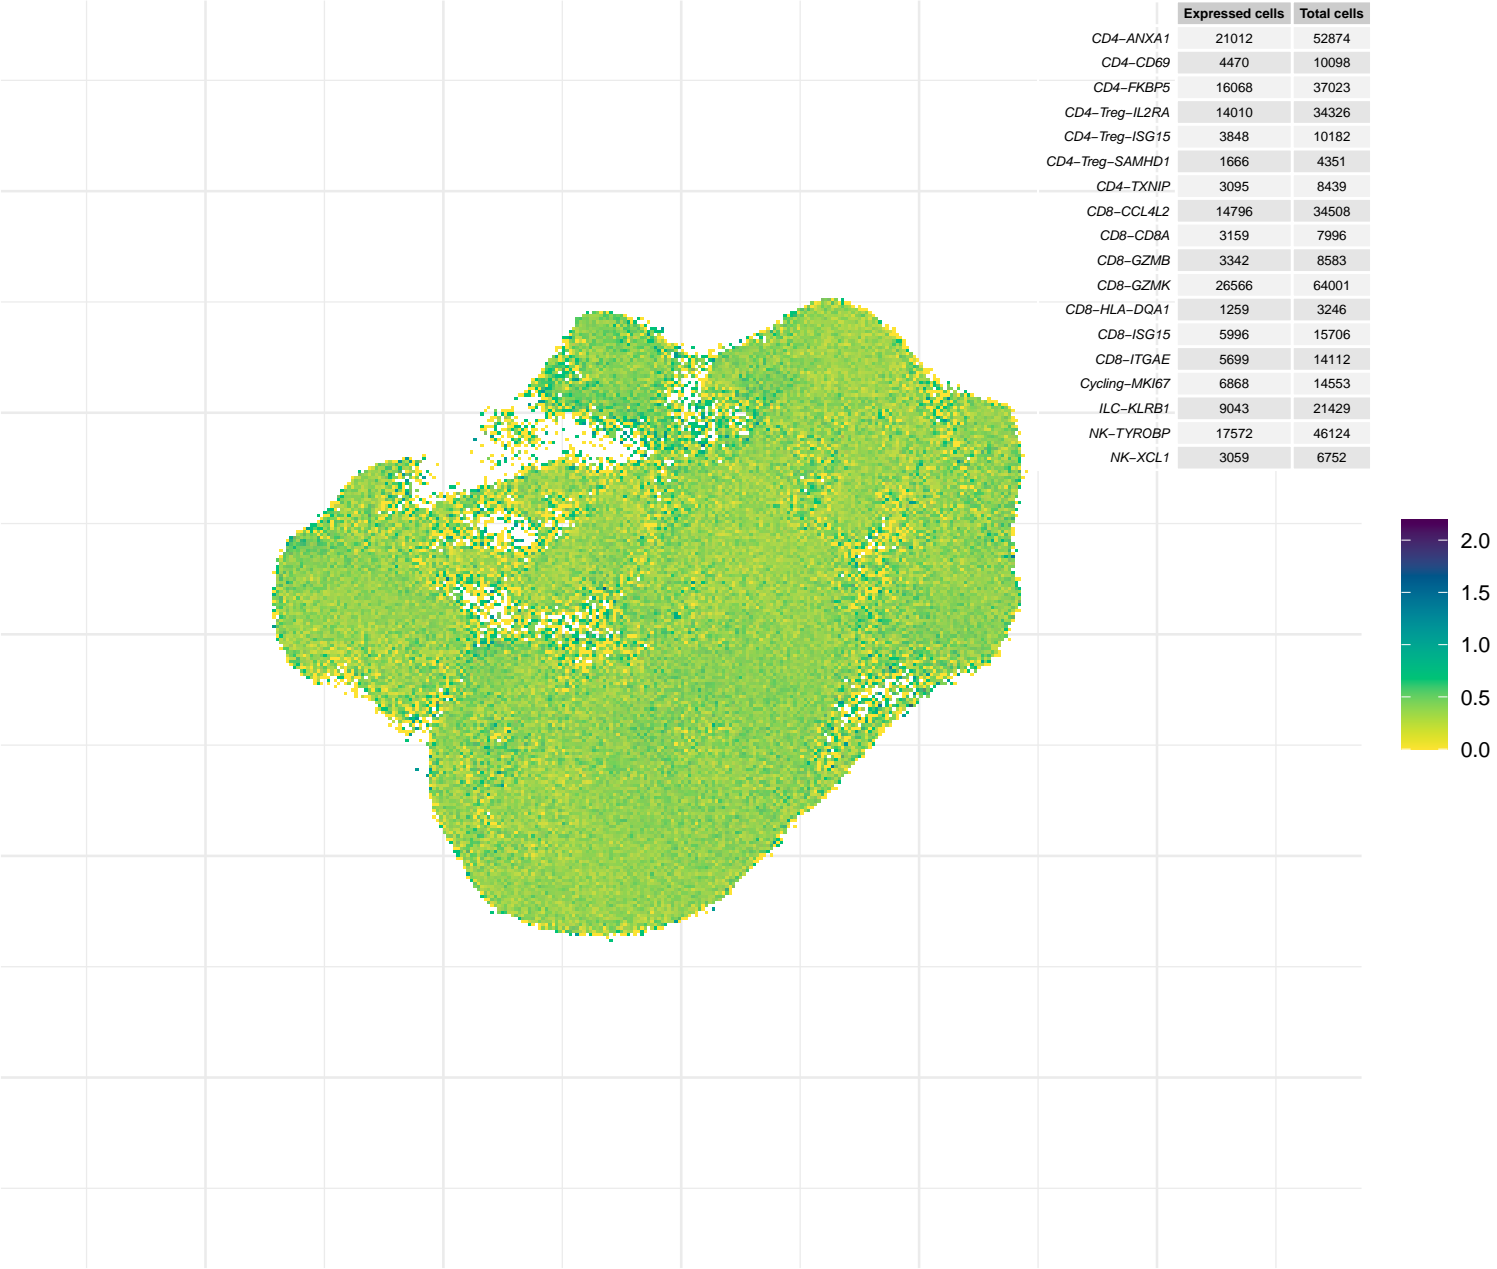 Expressed cells Total cells
CD4−ANXA1 21012 52874
CD4−CD69 4470 10098
CD4−FKBP5 16068 37023
CD4−Treg−IL2RA 14010 34326
CD4−Treg−ISG15 3848 10182
CD4−Treg−SAMHD1 1666 4351
CD4−TXNIP 3095 8439
CD8−CCL4L2 14796 34508
CD8−CD8A 3159 7996
CD8−GZMB 3342 8583
CD8−GZMK 26566 64001
CD8−HLA−DQA1 1259 3246
CD8−ISG15 5996 15706
CD8−ITGAE 5699 14112
Cycling−MKI67 6868 14553
ILC−KLRB1 9043 21429
NK−TYROBP 17572 46124
NK−XCL1 3059 6752
2.0
1.5
1.0
0.5
0.0